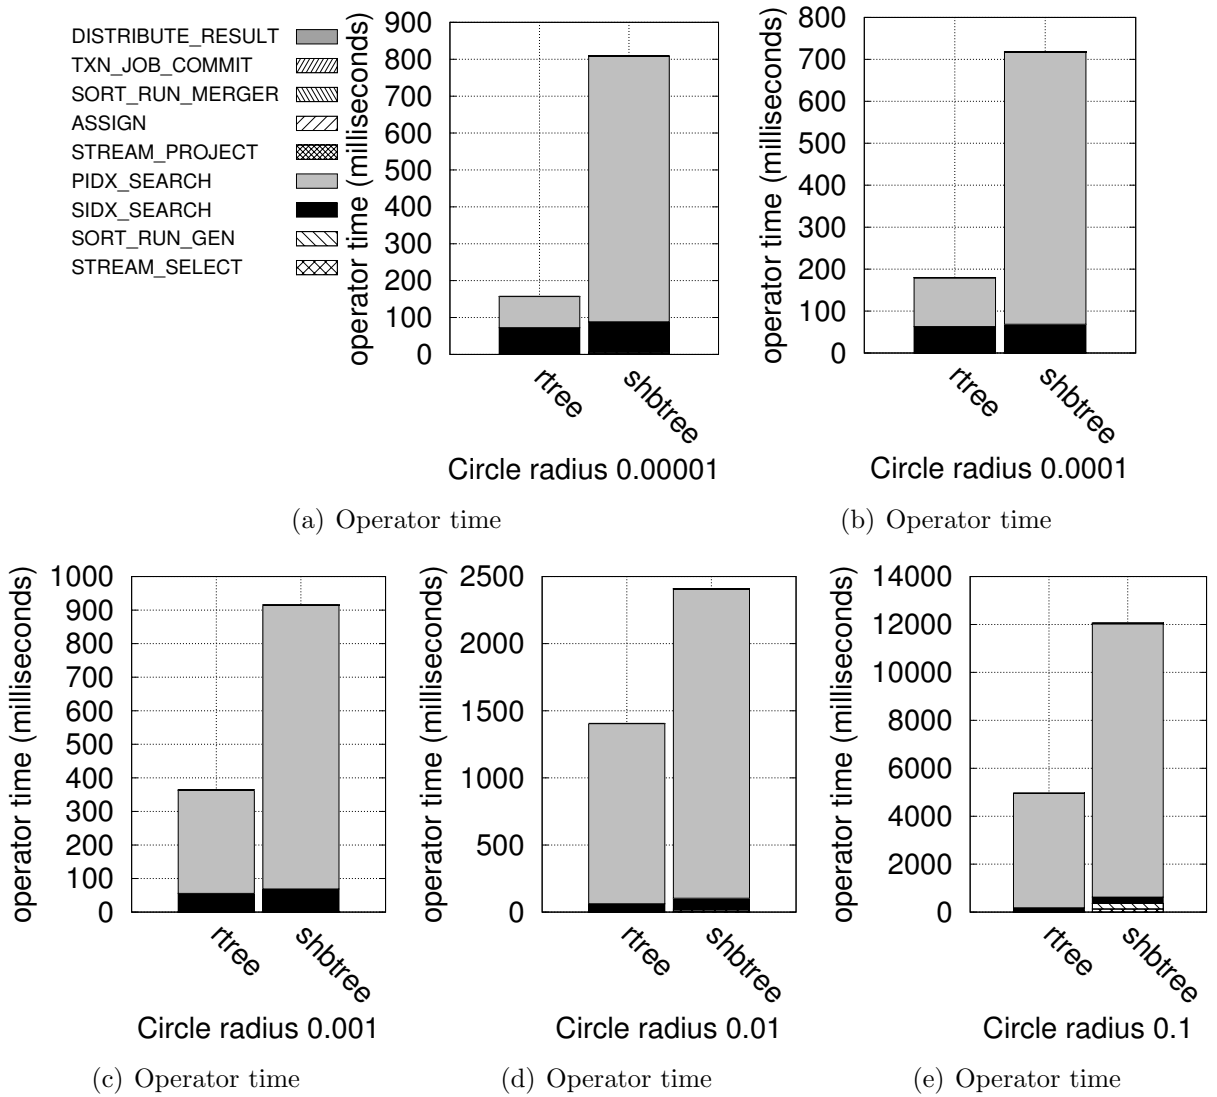 DISTRIBUTE_RESULT
TXN_JOB_COMMIT
SORT_RUN_MERGER
ASSIGN
STREAM_PROJECT
PIDX_SEARCH
SIDX_SEARCH
SORT_RUN_GEN
STREAM_SELECT
operator time (milliseconds)
900
800
700
600
500
400
300
200
100
0
rtree
shbtree
Circle radius 0.00001
(a) Operator time
operator time (milliseconds)
800
700
600
500
400
300
200
100
0
rtree
shbtree
Circle radius 0.0001
(b) Operator time
operator time (milliseconds)
1000
900
800
700
600
500
400
300
200
100
0
rtree
shbtree
Circle radius 0.001
(c) Operator time
operator time (milliseconds)
2500
2000
1500
1000
500
0
rtree
shbtree
Circle radius 0.01
(d) Operator time
operator time (milliseconds)
14000
12000
10000
8000
6000
4000
2000
0
rtree
shbtree
Circle radius 0.1
(e) Operator time